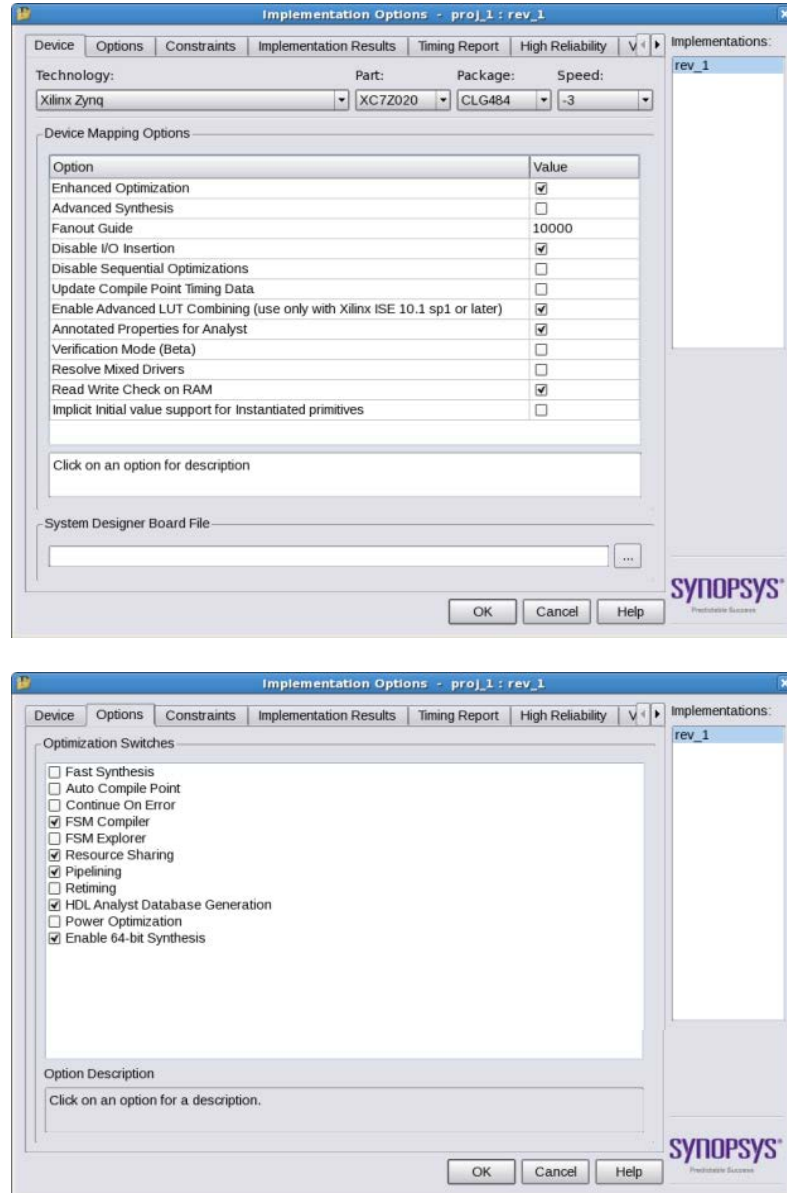 Implementation Options - proj_1 : rev_1
Device Options Constraints Implementation Results Timing Report High Reliability V
Implementations:
rev_1
Technology: Part: Package: Speed:
Xilinx Zynq XC7Z020 CLG484 -3
Device Mapping Options
Option Value
Enhanced Optimization
Advanced Synthesis
Fanout Guide 10000
Disable I/O Insertion
Disable Sequential Optimizations
Update Compile Point Timing Data
Enable Advanced LUT Combining (use only with Xilinx ISE 10.1 sp1 or later)
Annotated Properties for Analyst
Verification Mode (Beta)
Resolve Mixed Drivers
Read Write Check on RAM
Implicit Initial value support for Instantiated primitives
Click on an option for description
System Designer Board File
...
OK Cancel Help
SYNOPSYS®
Predictable Success
Implementation Options - proj_1 : rev_1
Device Options Constraints Implementation Results Timing Report High Reliability V
Implementations:
rev_1
Optimization Switches
Fast Synthesis
Auto Compile Point
Continue On Error
FSM Compiler
FSM Explorer
Resource Sharing
Pipelining
Retiming
HDL Analyst Database Generation
Power Optimization
Enable 64-bit Synthesis
Option Description
Click on an option for a description.
OK Cancel Help
SYNOPSYS®
Predictable Success